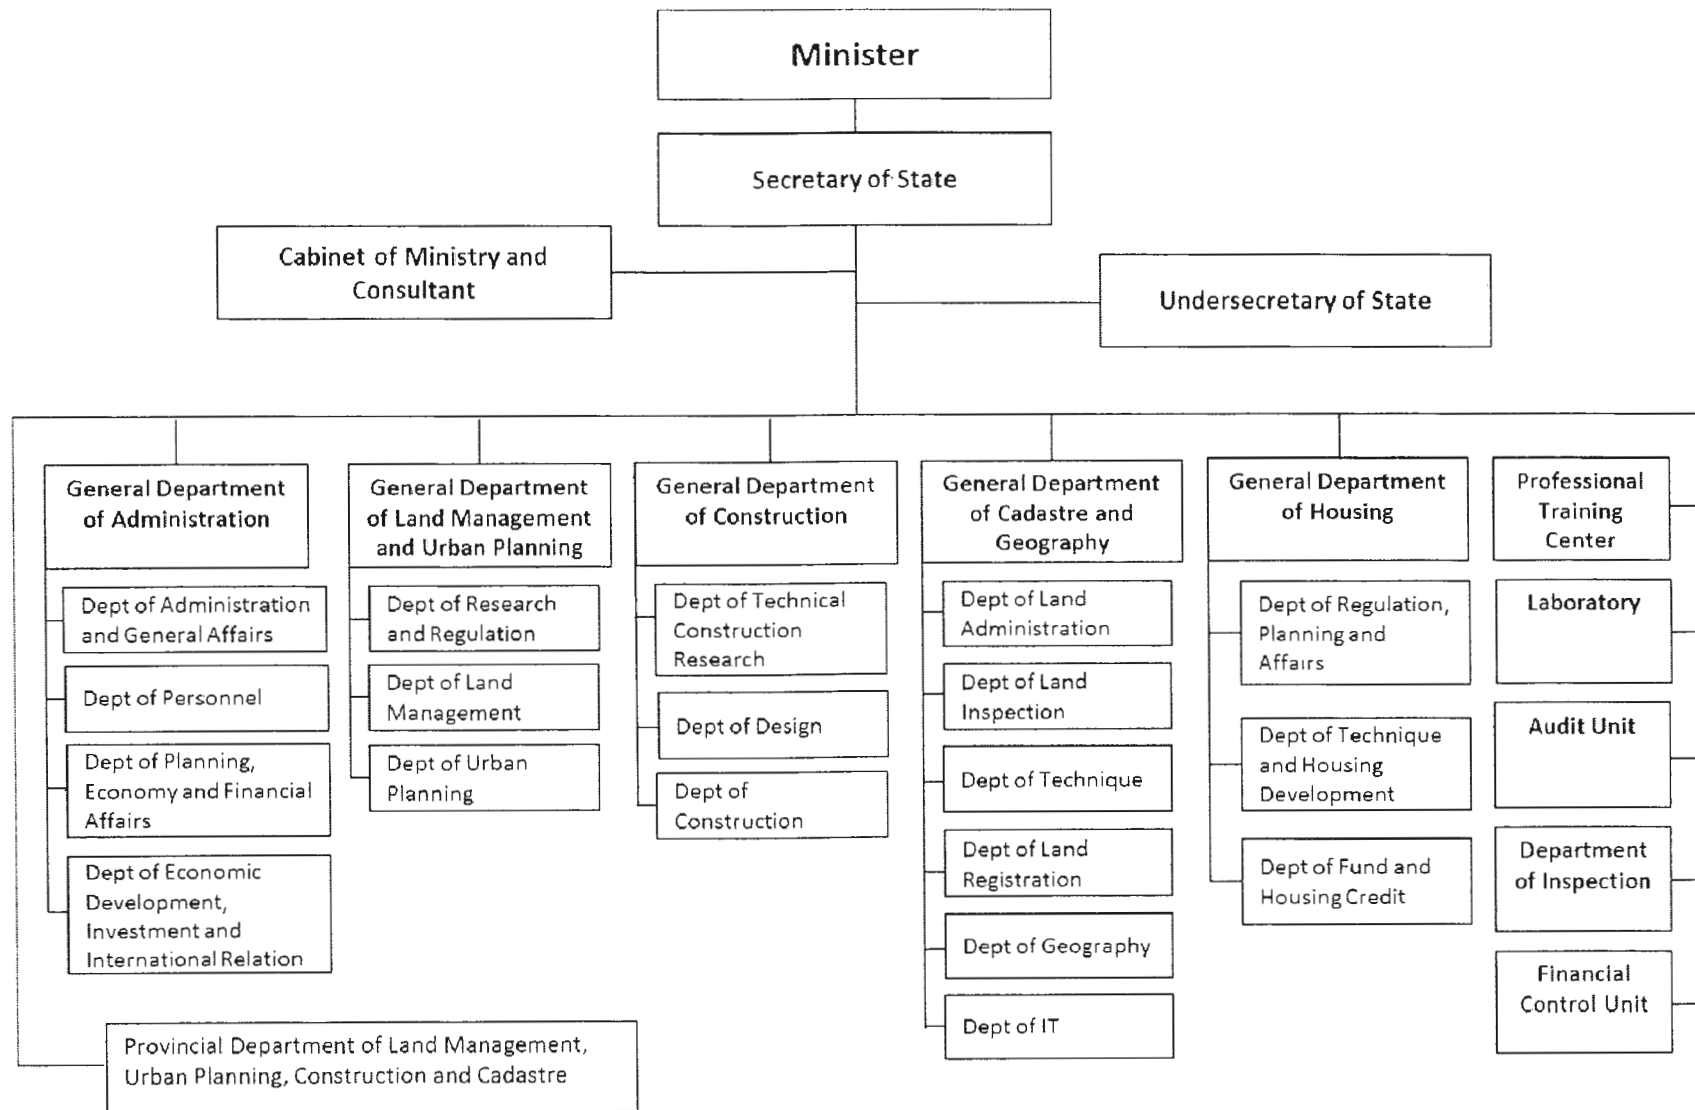 Minister
Secretary of State
Cabinet of Ministry and
Consultant
Undersecretary of State
General Department
of Administration
Dept of Administration
and General Affairs
Dept of Personnel
Dept of Planning,
Economy and Financial
Affairs
Dept of Economic
Development,
Investment and
International Relation
General Department
of Land Management
and Urban Planning
Dept of Research
and Regulation
Dept of Land
Management
Dept of Urban
Planning
General Department
of Construction
Dept of Technical
Construction
Research
Dept of Design
Dept of
Construction
General Department
of Cadastre and
Geography
Dept of Land
Administration
Dept of Land
Inspection
Dept of Technique
Dept of Land
Registration
Dept of Geography
Dept of IT
General Department
of Housing
Dept of Regulation,
Planning and
Affairs
Dept of Technique
and Housing
Development
Dept of Fund and
Housing Credit
Professional
Training
Center
Laboratory
Audit Unit
Department
of Inspection
Financial
Control Unit
Provincial Department of Land Management,
Urban Planning, Construction and Cadastre